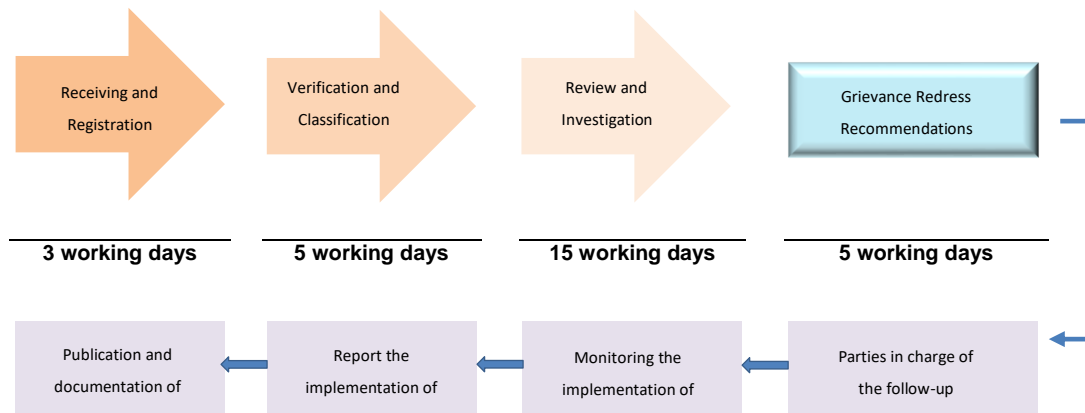 Receiving and
Registration
Verification and
Classification
Review and
Investigation
Grievance Redress
Recommendations
3 working days
5 working days
15 working days
5 working days
Publication and
documentation of
Report the
implementation of
Monitoring the
implementation of
Parties in charge of
the follow-up